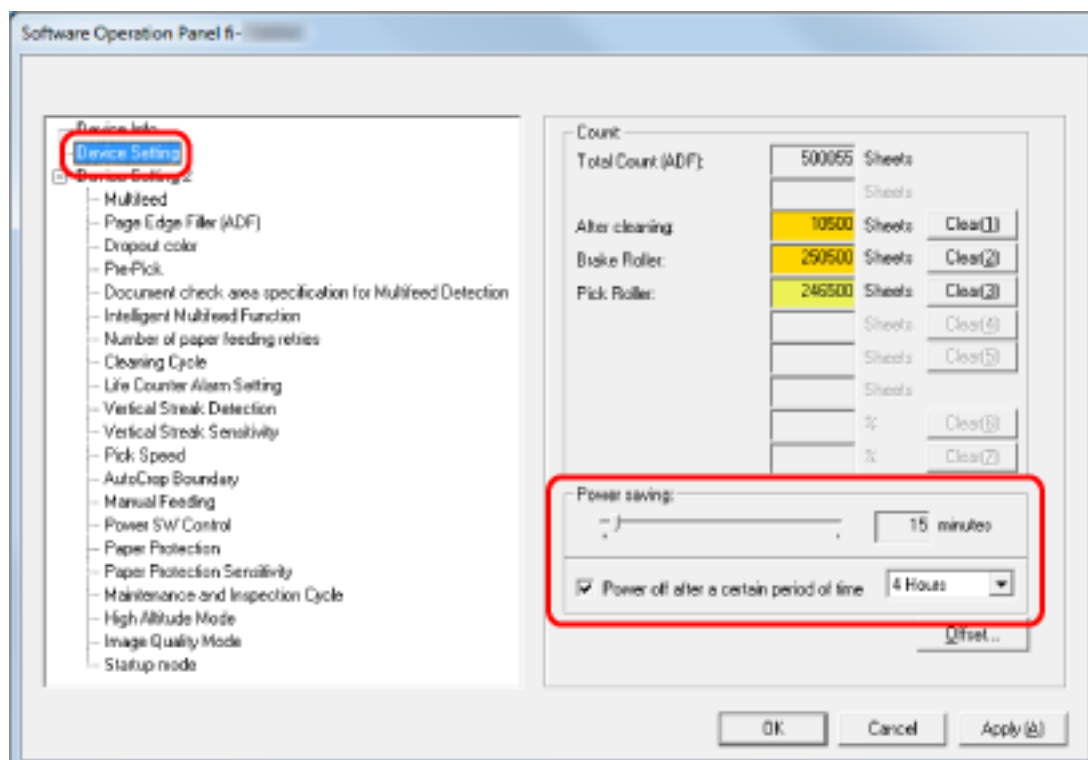 Software Operation Panel fi-
Device Info
Device Setting
Device Setting 2
Multifeed
Page Edge Filler (ADF)
Dropout color
Pre-Pick
Document check area specification for Multifeed Detection
Intelligent Multifeed Function
Number of paper feeding retries
Cleaning Cycle
Life Counter Alarm Setting
Vertical Streak Detection
Vertical Streak Sensitivity
Pick Speed
AutoCrop Boundary
Manual Feeding
Power SW Control
Paper Protection
Paper Protection Sensitivity
Maintenance and Inspection Cycle
High Altitude Mode
Image Quality Mode
Startup mode
Count
Total Count (ADF): 500055 Sheets
Sheets
After cleaning: 10500 Sheets Clear(1)
Brake Roller: 250500 Sheets Clear(2)
Pick Roller: 246500 Sheets Clear(3)
Sheets Clear(4)
Sheets Clear(5)
Sheets
% Clear(6)
% Clear(7)
Power saving:
15 minutes
Power off after a certain period of time 4 Hours
Offset...
OK Cancel Apply (A)